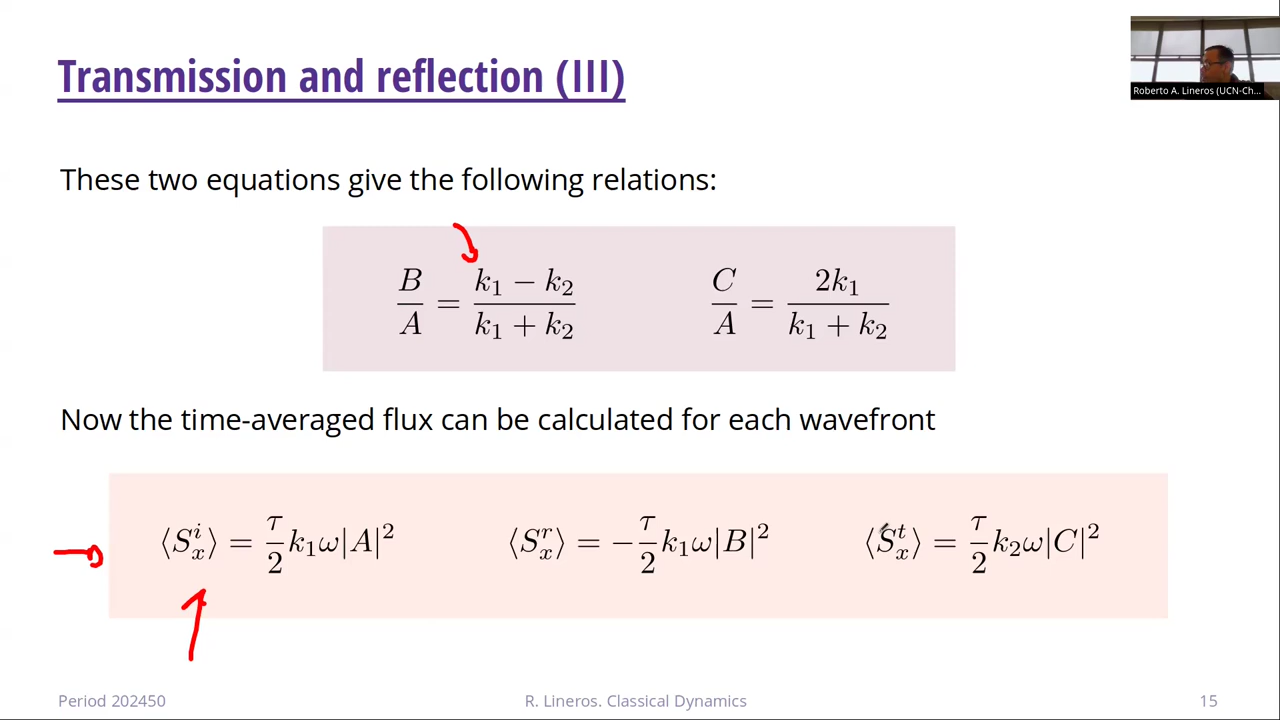 Transmission and reflection (III)
Roberto A. Lineros (UCN-Ch...
These two equations give the following relations:
B/A = (k₁ − k₂)/(k₁ + k₂)    C/A = 2k₁/(k₁ + k₂)
Now the time-averaged flux can be calculated for each wavefront
⟨Sₓⁱ⟩ = τ/2 k₁ω|A|²    ⟨Sₓʳ⟩ = −τ/2 k₁ω|B|²    ⟨Sₓᵗ⟩ = τ/2 k₂ω|C|²
Period 202450    R. Lineros. Classical Dynamics    15